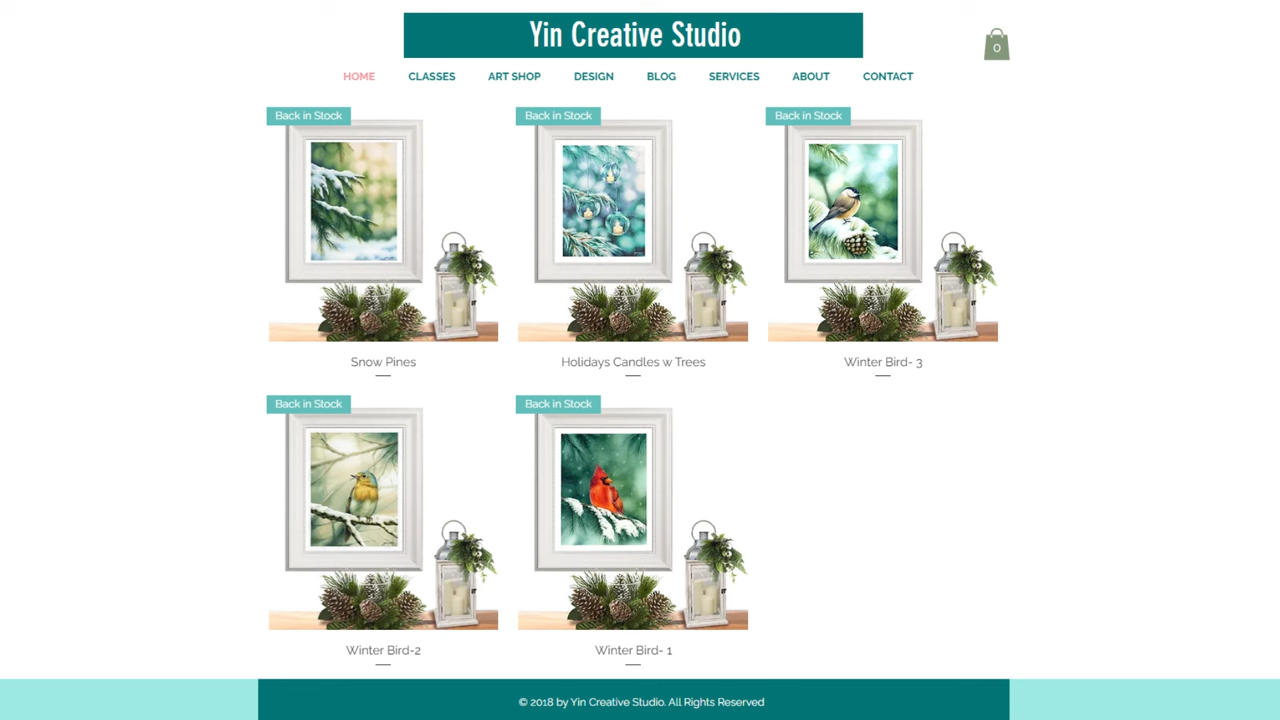 Yin Creative Studio
0
HOME CLASSES ART SHOP DESIGN BLOG SERVICES ABOUT CONTACT
Back in Stock Back in Stock Back in Stock
Snow Pines Holidays Candles w Trees Winter Bird- 3
Back in Stock Back in Stock
Winter Bird-2 Winter Bird- 1
© 2018 by Yin Creative Studio. All Rights Reserved